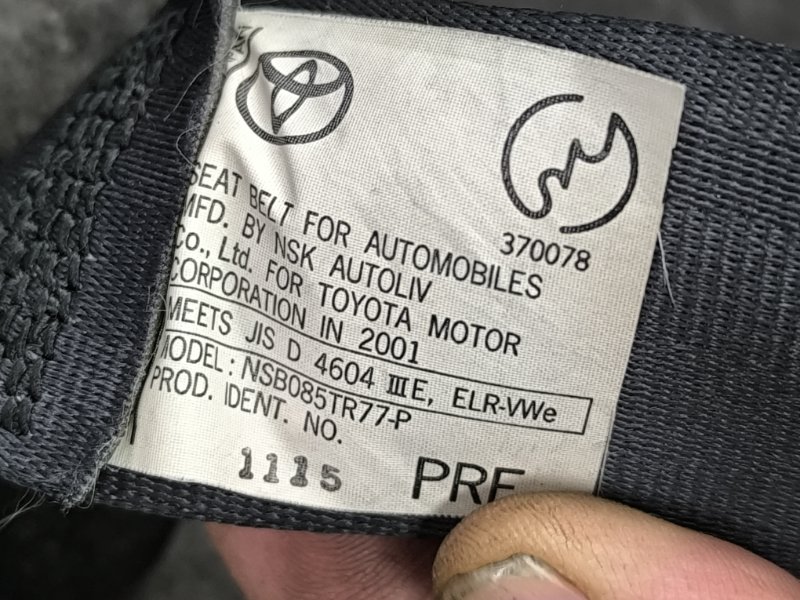 370078
SEAT BELT FOR AUTOMOBILES
MFD. BY NSK AUTOLIV
Co., Ltd. FOR TOYOTA MOTOR
CORPORATION IN 2001
MEETS JIS D 4604 ⅢE, ELR-VWe
MODEL: NSB085TR77-P
PROD. IDENT. NO.
1115 PRE